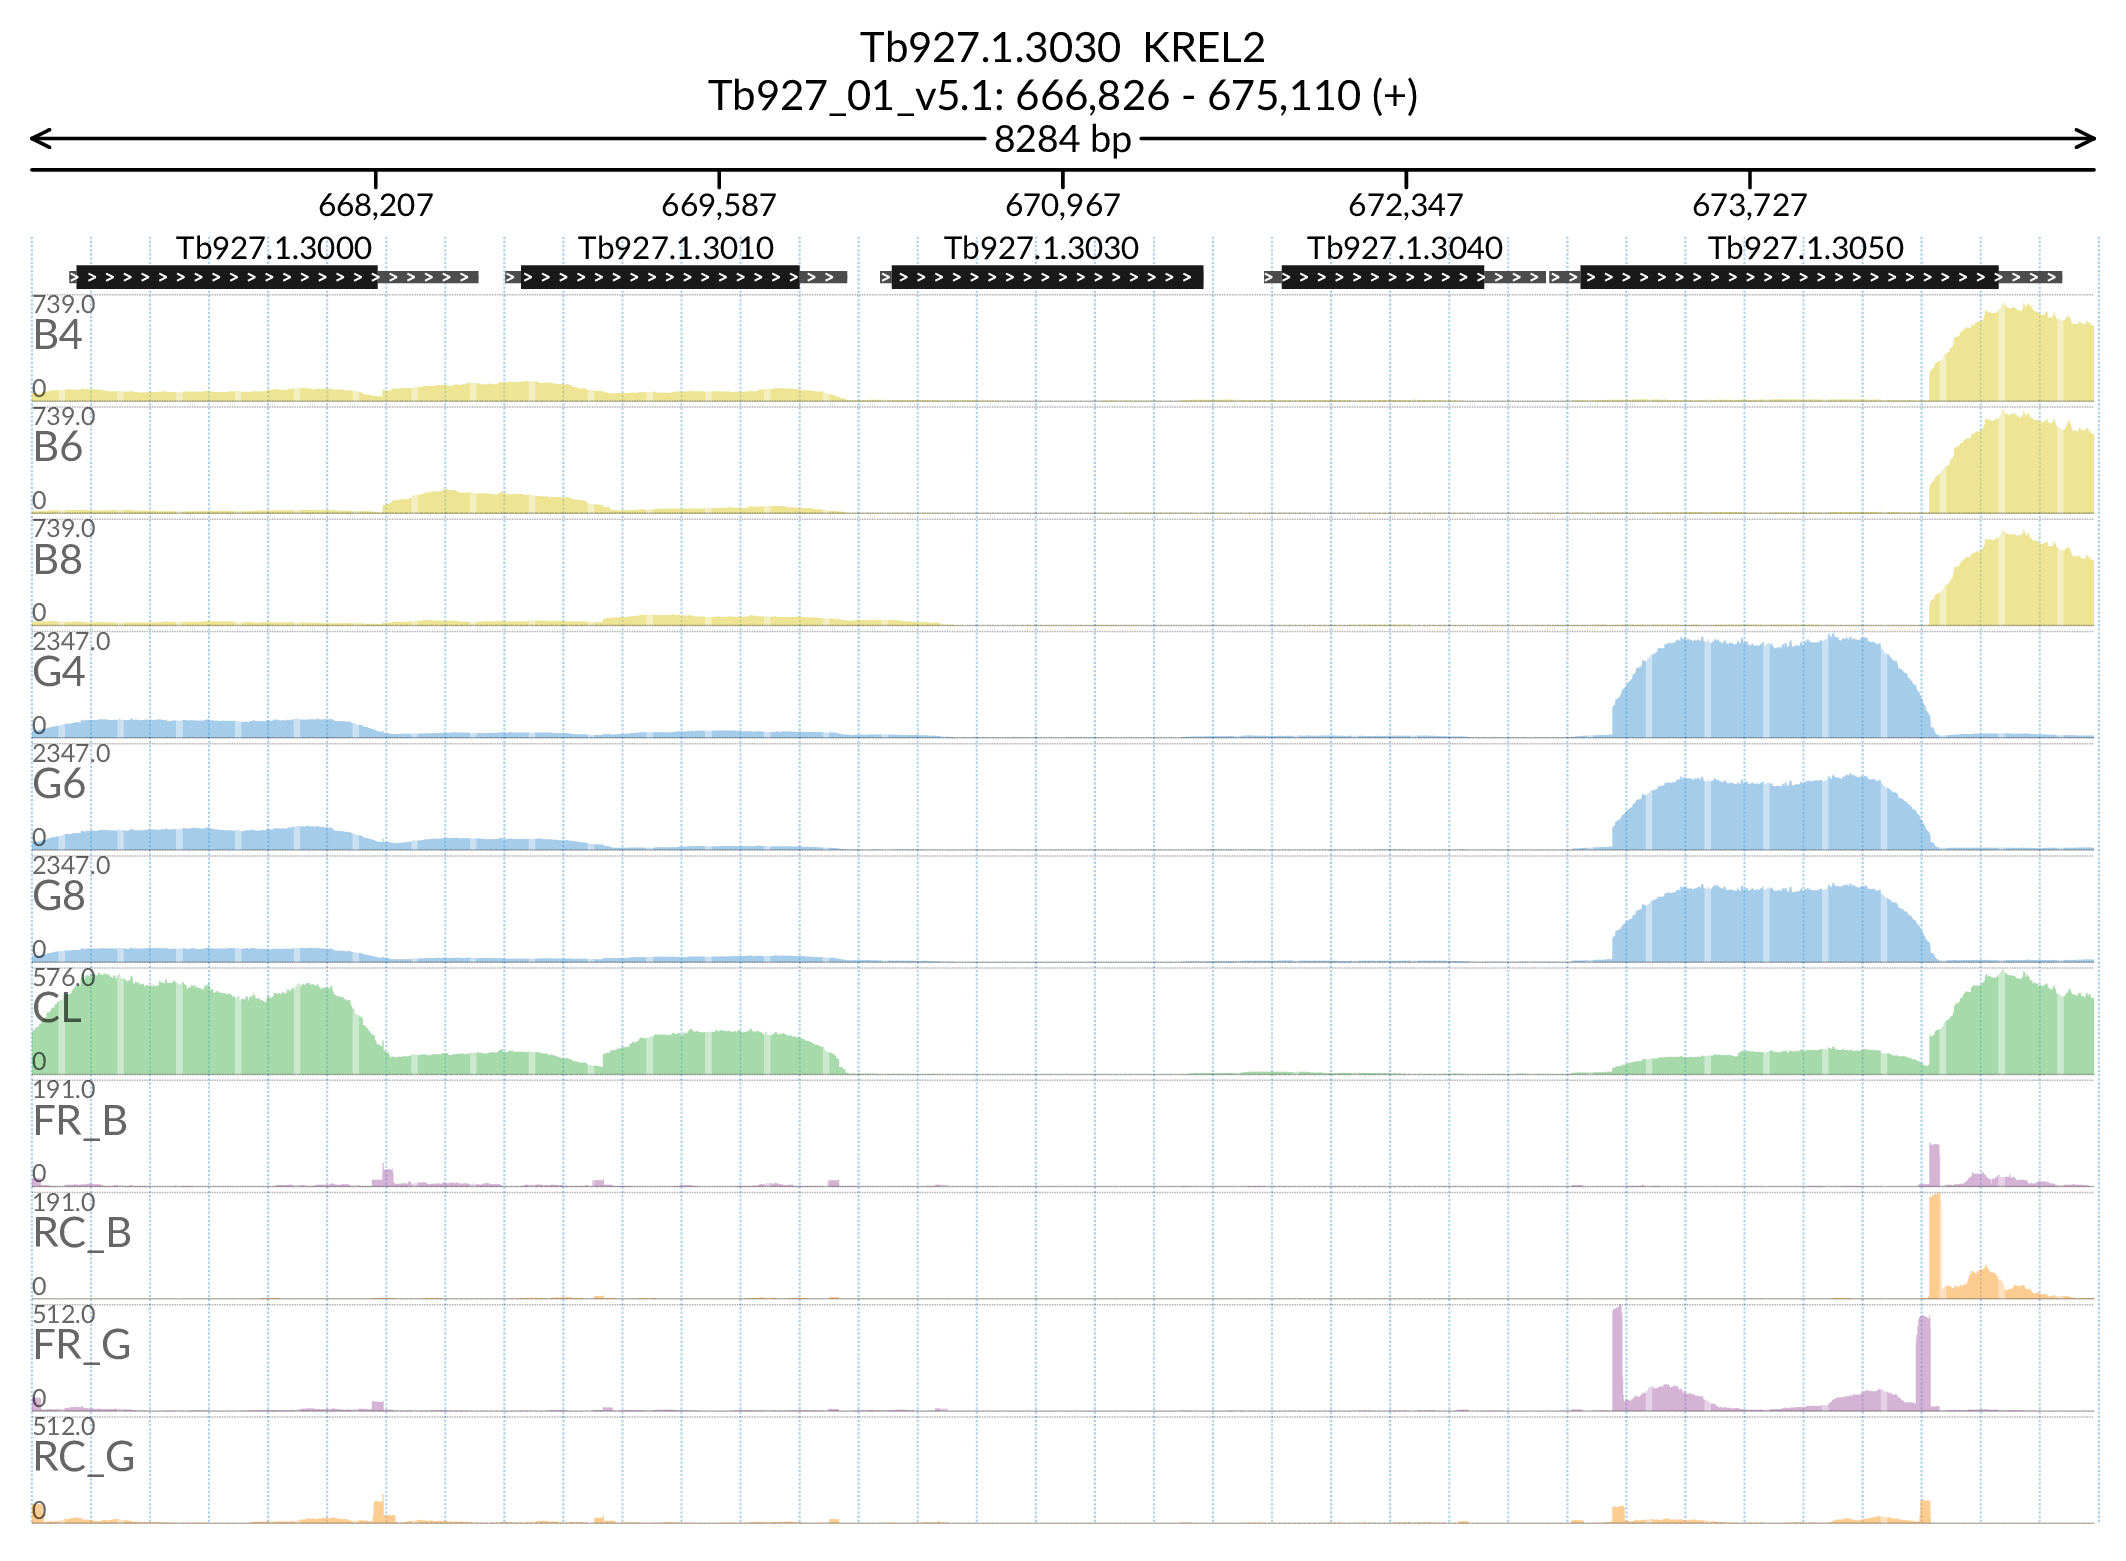 Tb927.1.3030  KREL2
Tb927_01_v5.1: 666,826 - 675,110 (+)
8284 bp
668,207 669,587 670,967 672,347 673,727
Tb927.1.3000 Tb927.1.3010 Tb927.1.3030 Tb927.1.3040 Tb927.1.3050
739.0
B4
0
739.0
B6
0
739.0
B8
0
2347.0
G4
0
2347.0
G6
0
2347.0
G8
0
576.0
CL
0
191.0
FR_B
0
191.0
RC_B
0
512.0
FR_G
0
512.0
RC_G
0